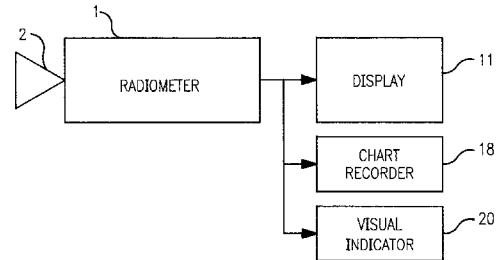 1
2
RADIOMETER
DISPLAY
11
CHART
RECORDER
18
VISUAL
INDICATOR
20